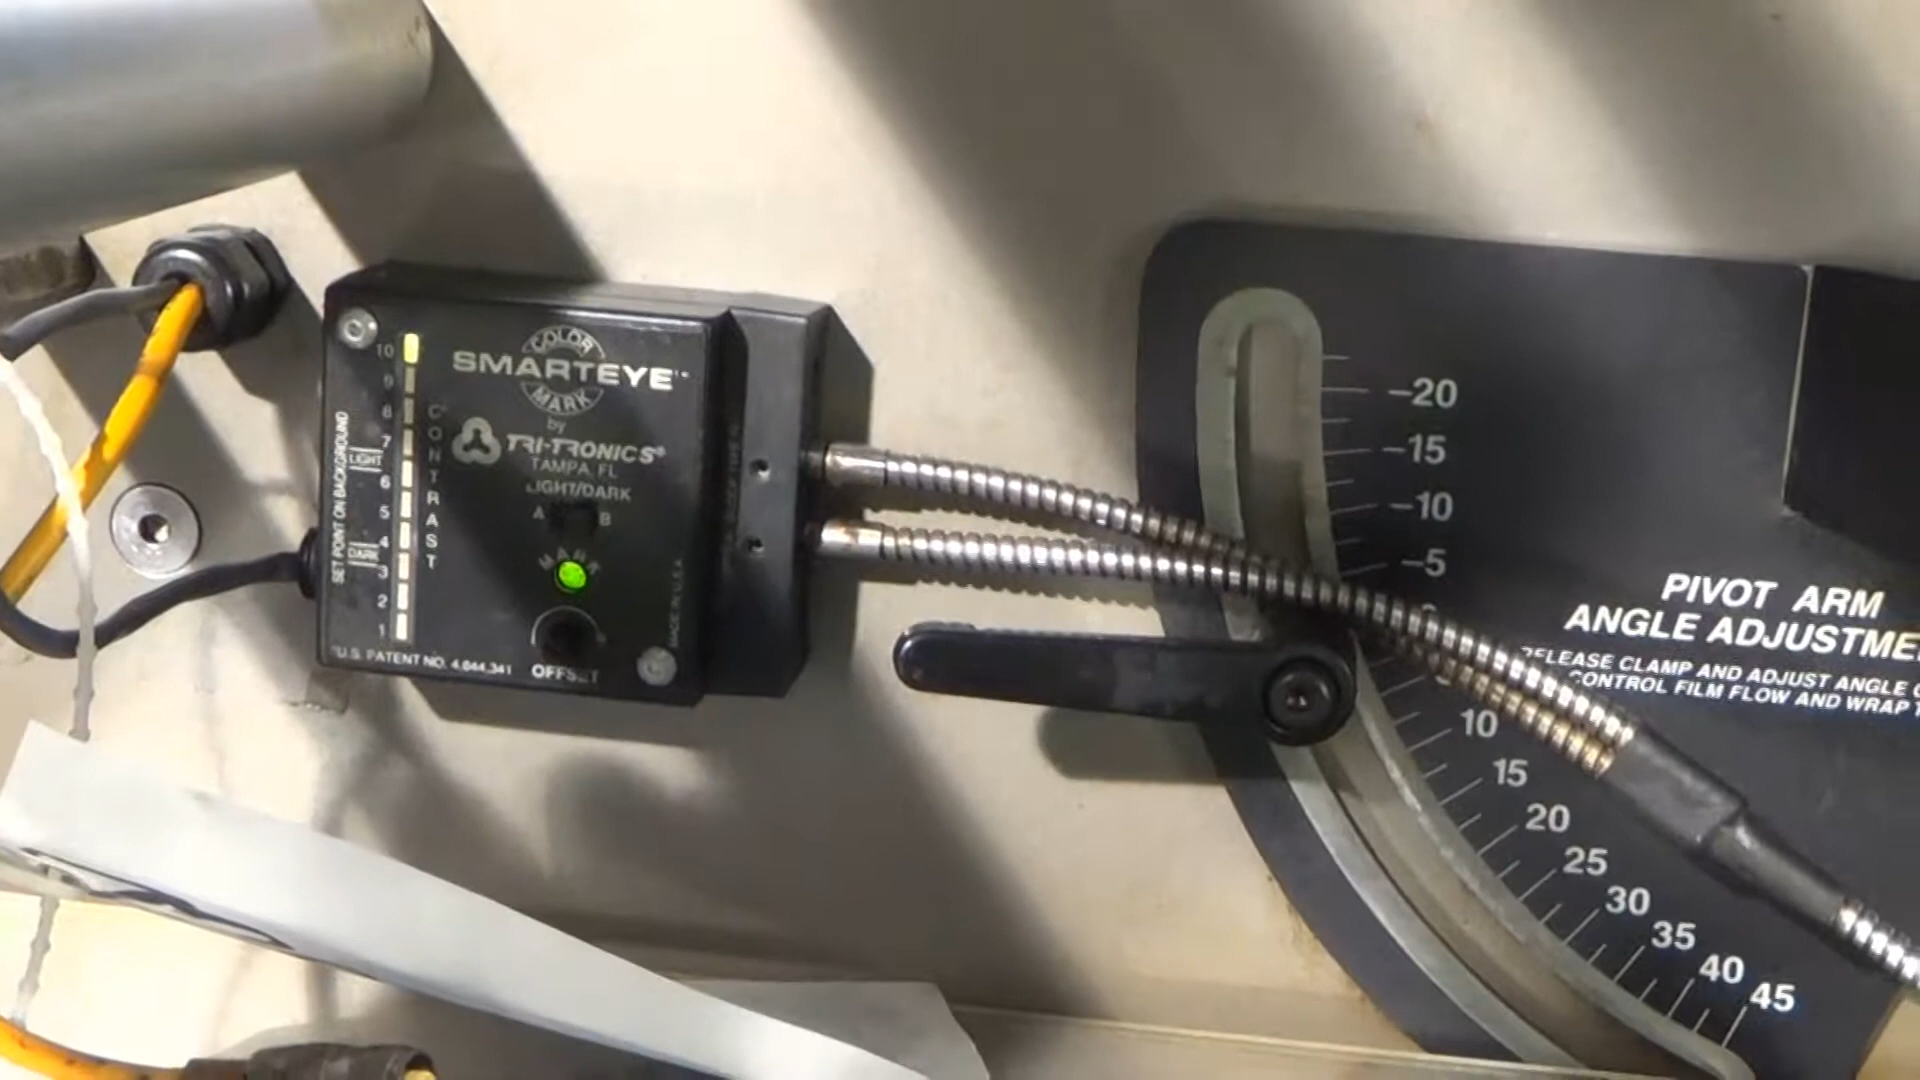 COLOR
SMARTEYE™
MARK
by
TRI-TRONICS®
TAMPA, FL
LIGHT/DARK
A B
MARK
OFFSET
U.S. PATENT NO. 4,644,341
MADE IN U.S.A.
SET POINT ON BACKGROUND
LIGHT
DARK
CONTRAST
10
9
8
7
6
5
4
3
2
1
-20
-15
-10
-5
10
15
20
25
30
35
40
45
PIVOT ARM
ANGLE ADJUSTME
RELEASE CLAMP AND ADJUST ANGLE
CONTROL FILM FLOW AND WRAP